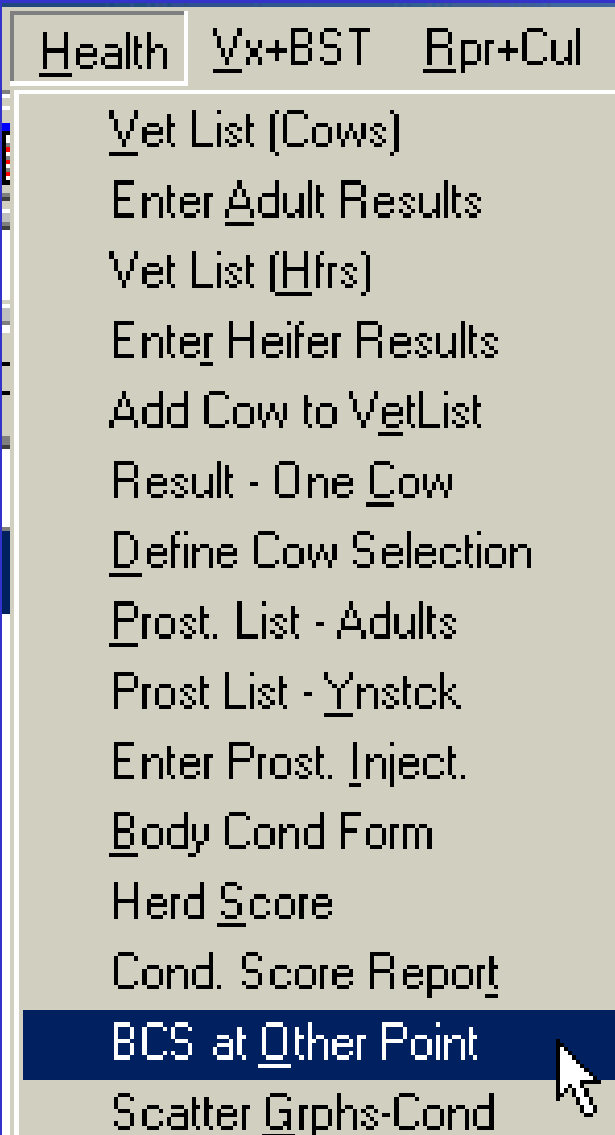 Health Vx+BST Rpr+Cul
Vet List (Cows)
Enter Adult Results
Vet List (Hfrs)
Enter Heifer Results
Add Cow to VetList
Result - One Cow
Define Cow Selection
Prost. List - Adults
Prost List - Ynstck
Enter Prost. Inject.
Body Cond Form
Herd Score
Cond. Score Report
BCS at Other Point
Scatter Grphs-Cond